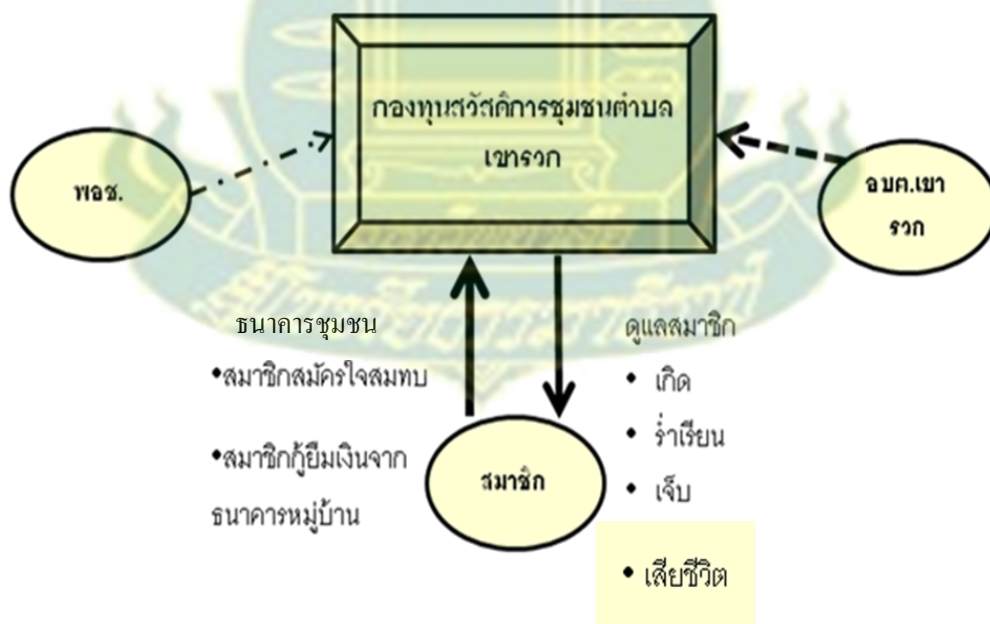 กองทุนสวัสดิการชุมชนตำบล
เขารวก
พอช.
อบต.เขา
รวก
ธนาคารชุมชน
•สมาชิกสมัครใจสมทบ
•สมาชิกกู้ยืมเงินจาก
ธนาคารหมู่บ้าน
สมาชิก
ดูแลสมาชิก
• เกิด
• ร่ำเรียน
• เจ็บ
• เสียชีวิต